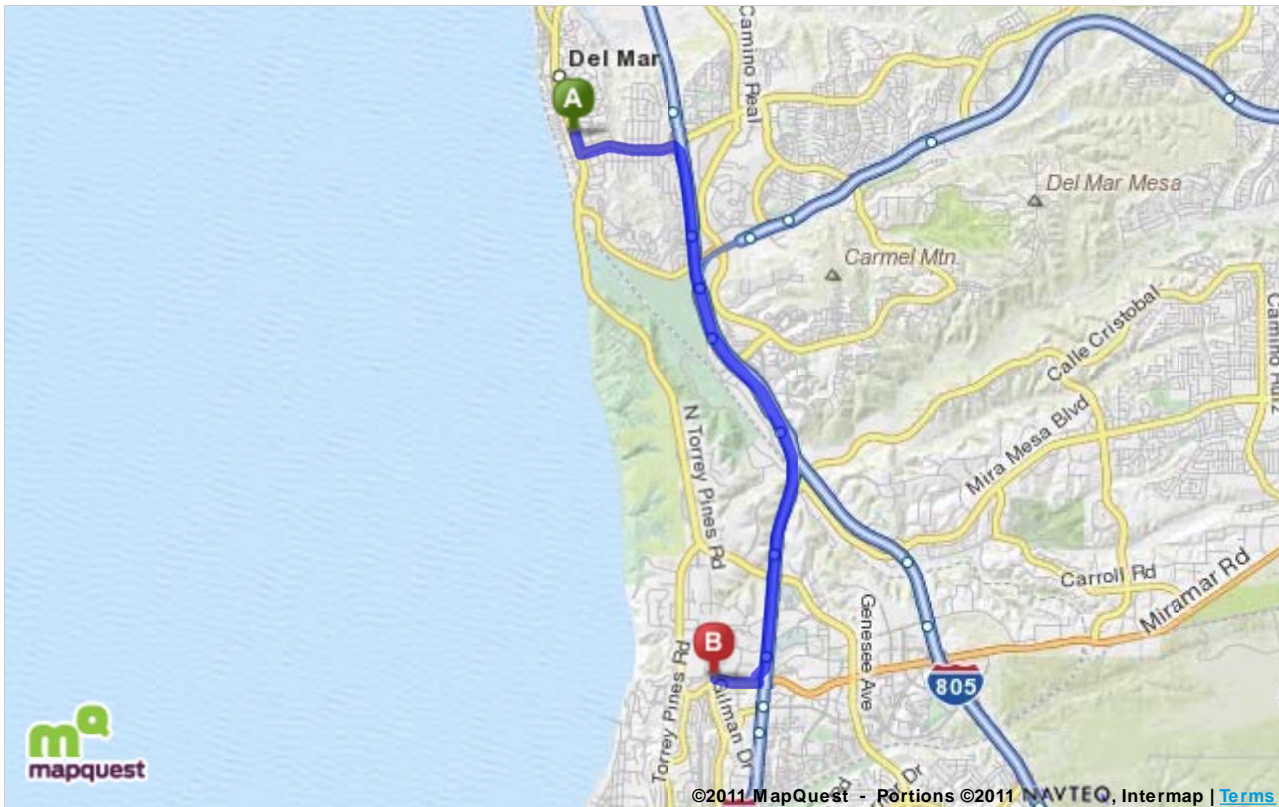 Del Mar
A
Camino Real
Del Mar Mesa
Carmel Mtn.
Calle Cristobal
Camino Ruiz
Mira Mesa Blvd
N Torrey Pines Rd
Carroll Rd
Miramar Rd
Genesee Ave
B
805
Torrey Pines Rd
Gilman Dr
Dr
mq
mapquest
©2011 MapQuest - Portions ©2011 NAVTEQ, Intermap | Terms